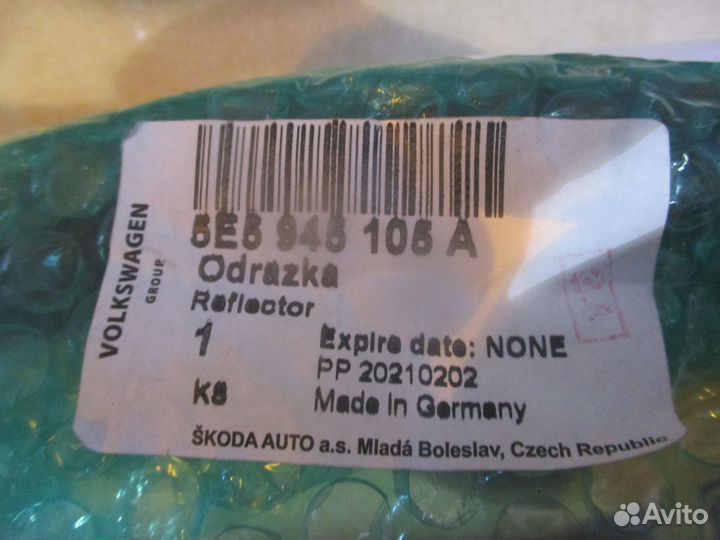 VOLKSWAGEN
GROUP
5E5 945 105 A
Odrazka
Reflector
1
Expire date: NONE
PP 20210202
KS
Made In Germany
ŠKODA AUTO a.s. Mladá Boleslav, Czech Republic
Avito